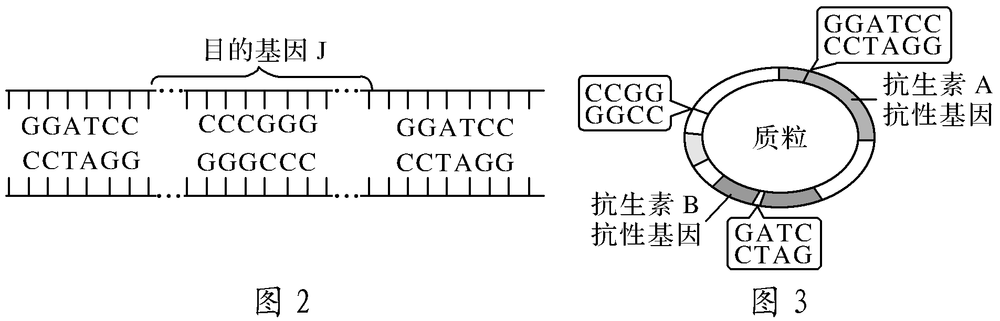 目的基因 J
GGATCC
CCCGGG
GGATCC
CCTAGG
GGGCCC
CCTAGG
图 2
GGATCC
CCTAGG
CCGG
GGCC
抗生素 A
抗性基因
质粒
抗生素 B
抗性基因
GATC
CTAG
图 3